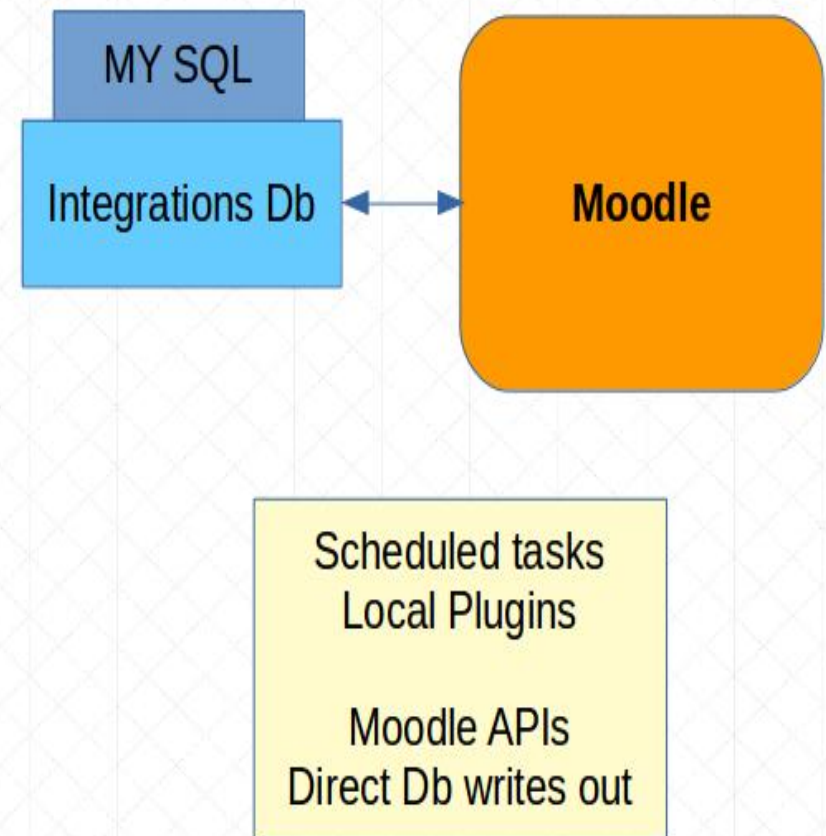 MY SQL
Integrations Db
Moodle
Scheduled tasks
Local Plugins
Moodle APIs
Direct Db writes out